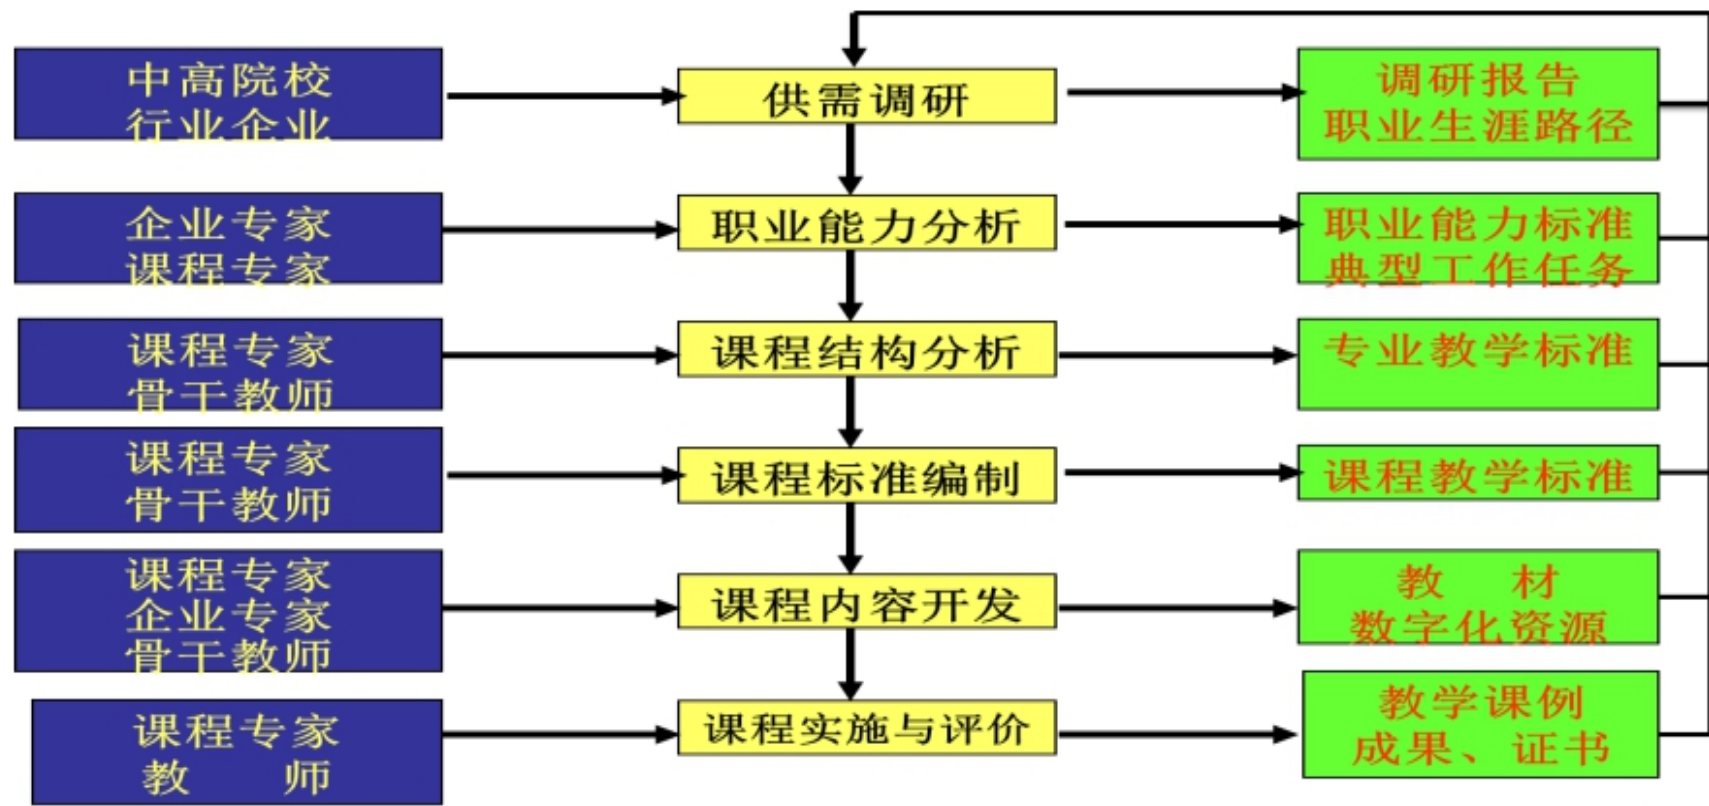 中高院校
行业企业
供需调研
调研报告
职业生涯路径
企业专家
课程专家
职业能力分析
职业能力标准
典型工作任务
课程专家
骨干教师
课程结构分析
专业教学标准
课程专家
骨干教师
课程标准编制
课程教学标准
课程专家
企业专家
骨干教师
课程内容开发
教 材
数字化资源
课程专家
教 师
课程实施与评价
教学课例
成果、证书